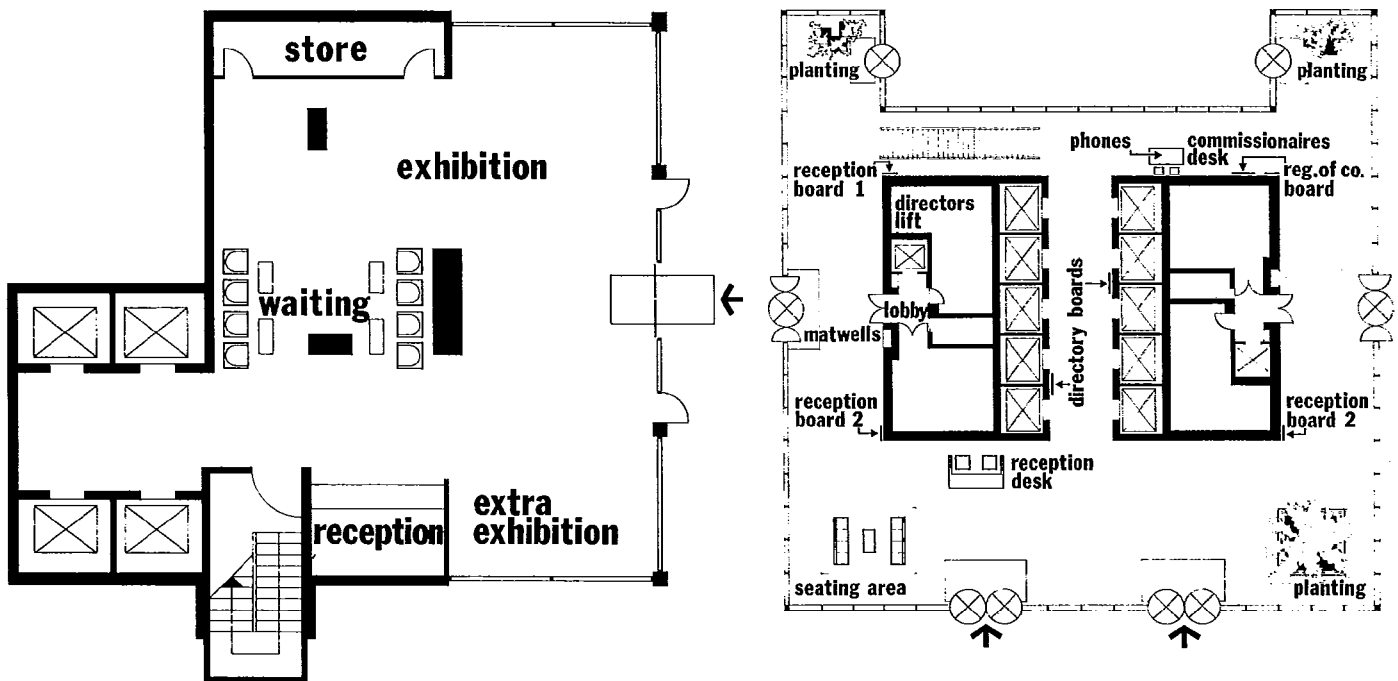 store
exhibition
waiting
extra
exhibition
reception
planting
planting
phones
commissionaires
desk
reception
board 1
reg.of co.
board
directors
lift
directory boards
lobby
matwells
reception
board 2
reception
board 2
reception
desk
seating area
planting